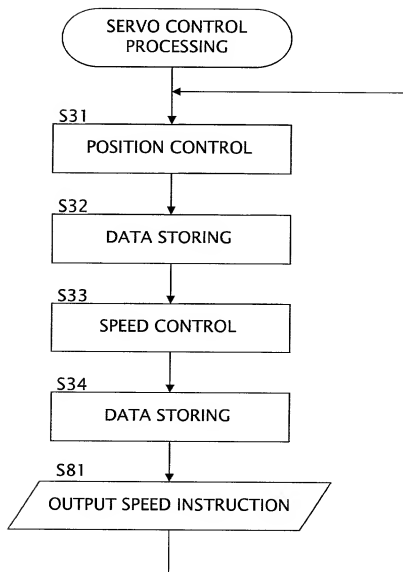 SERVO CONTROL
PROCESSING
S31
POSITION CONTROL
S32
DATA STORING
S33
SPEED CONTROL
S34
DATA STORING
S81
OUTPUT SPEED INSTRUCTION